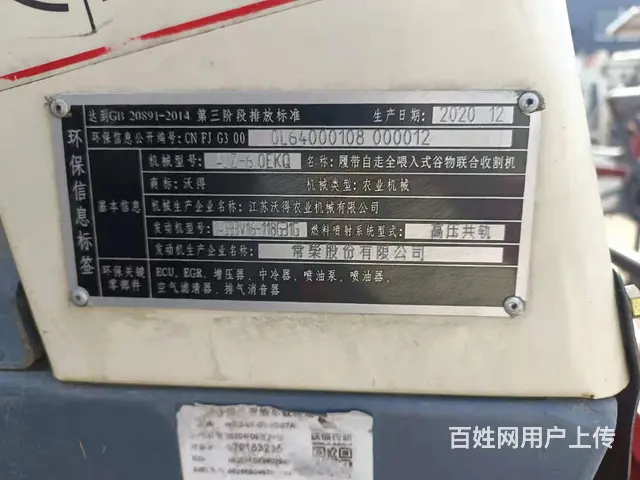 环保信息标签
达到GB 20891-2014 第三阶段排放标准 生产日期: 2020 12
环保信息公开编号: CN FJ G3 00 0L64000108 000012
基本信息
机械型号: Z-6.0EKQ 名称: 履带自走全喂入式谷物联合收割机
商标: 沃得 机械类型: 农业机械
机械生产企业名称: 江苏沃得农业机械有限公司
发动机型号: 燃料喷射系统型式: 高压共轨
发动机生产企业名称: 常柴股份有限公司
环保关键零部件
ECU, EGR, 增压器, 中冷器, 喷油泵, 喷油器,
空气滤清器, 排气消音器
百姓网用户上传